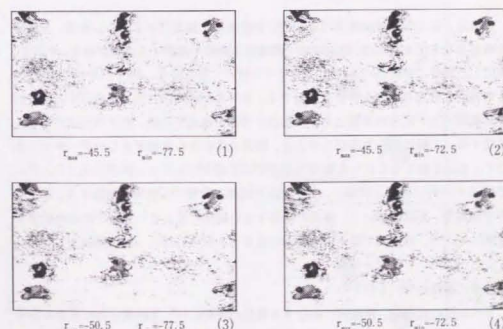 r_max=-45.5 r_min=-77.5 (1)
r_max=-45.5 r_min=-72.5 (2)
r_max=-50.5 r_min=-77.5 (3)
r_max=-50.5 r_min=-72.5 (4)